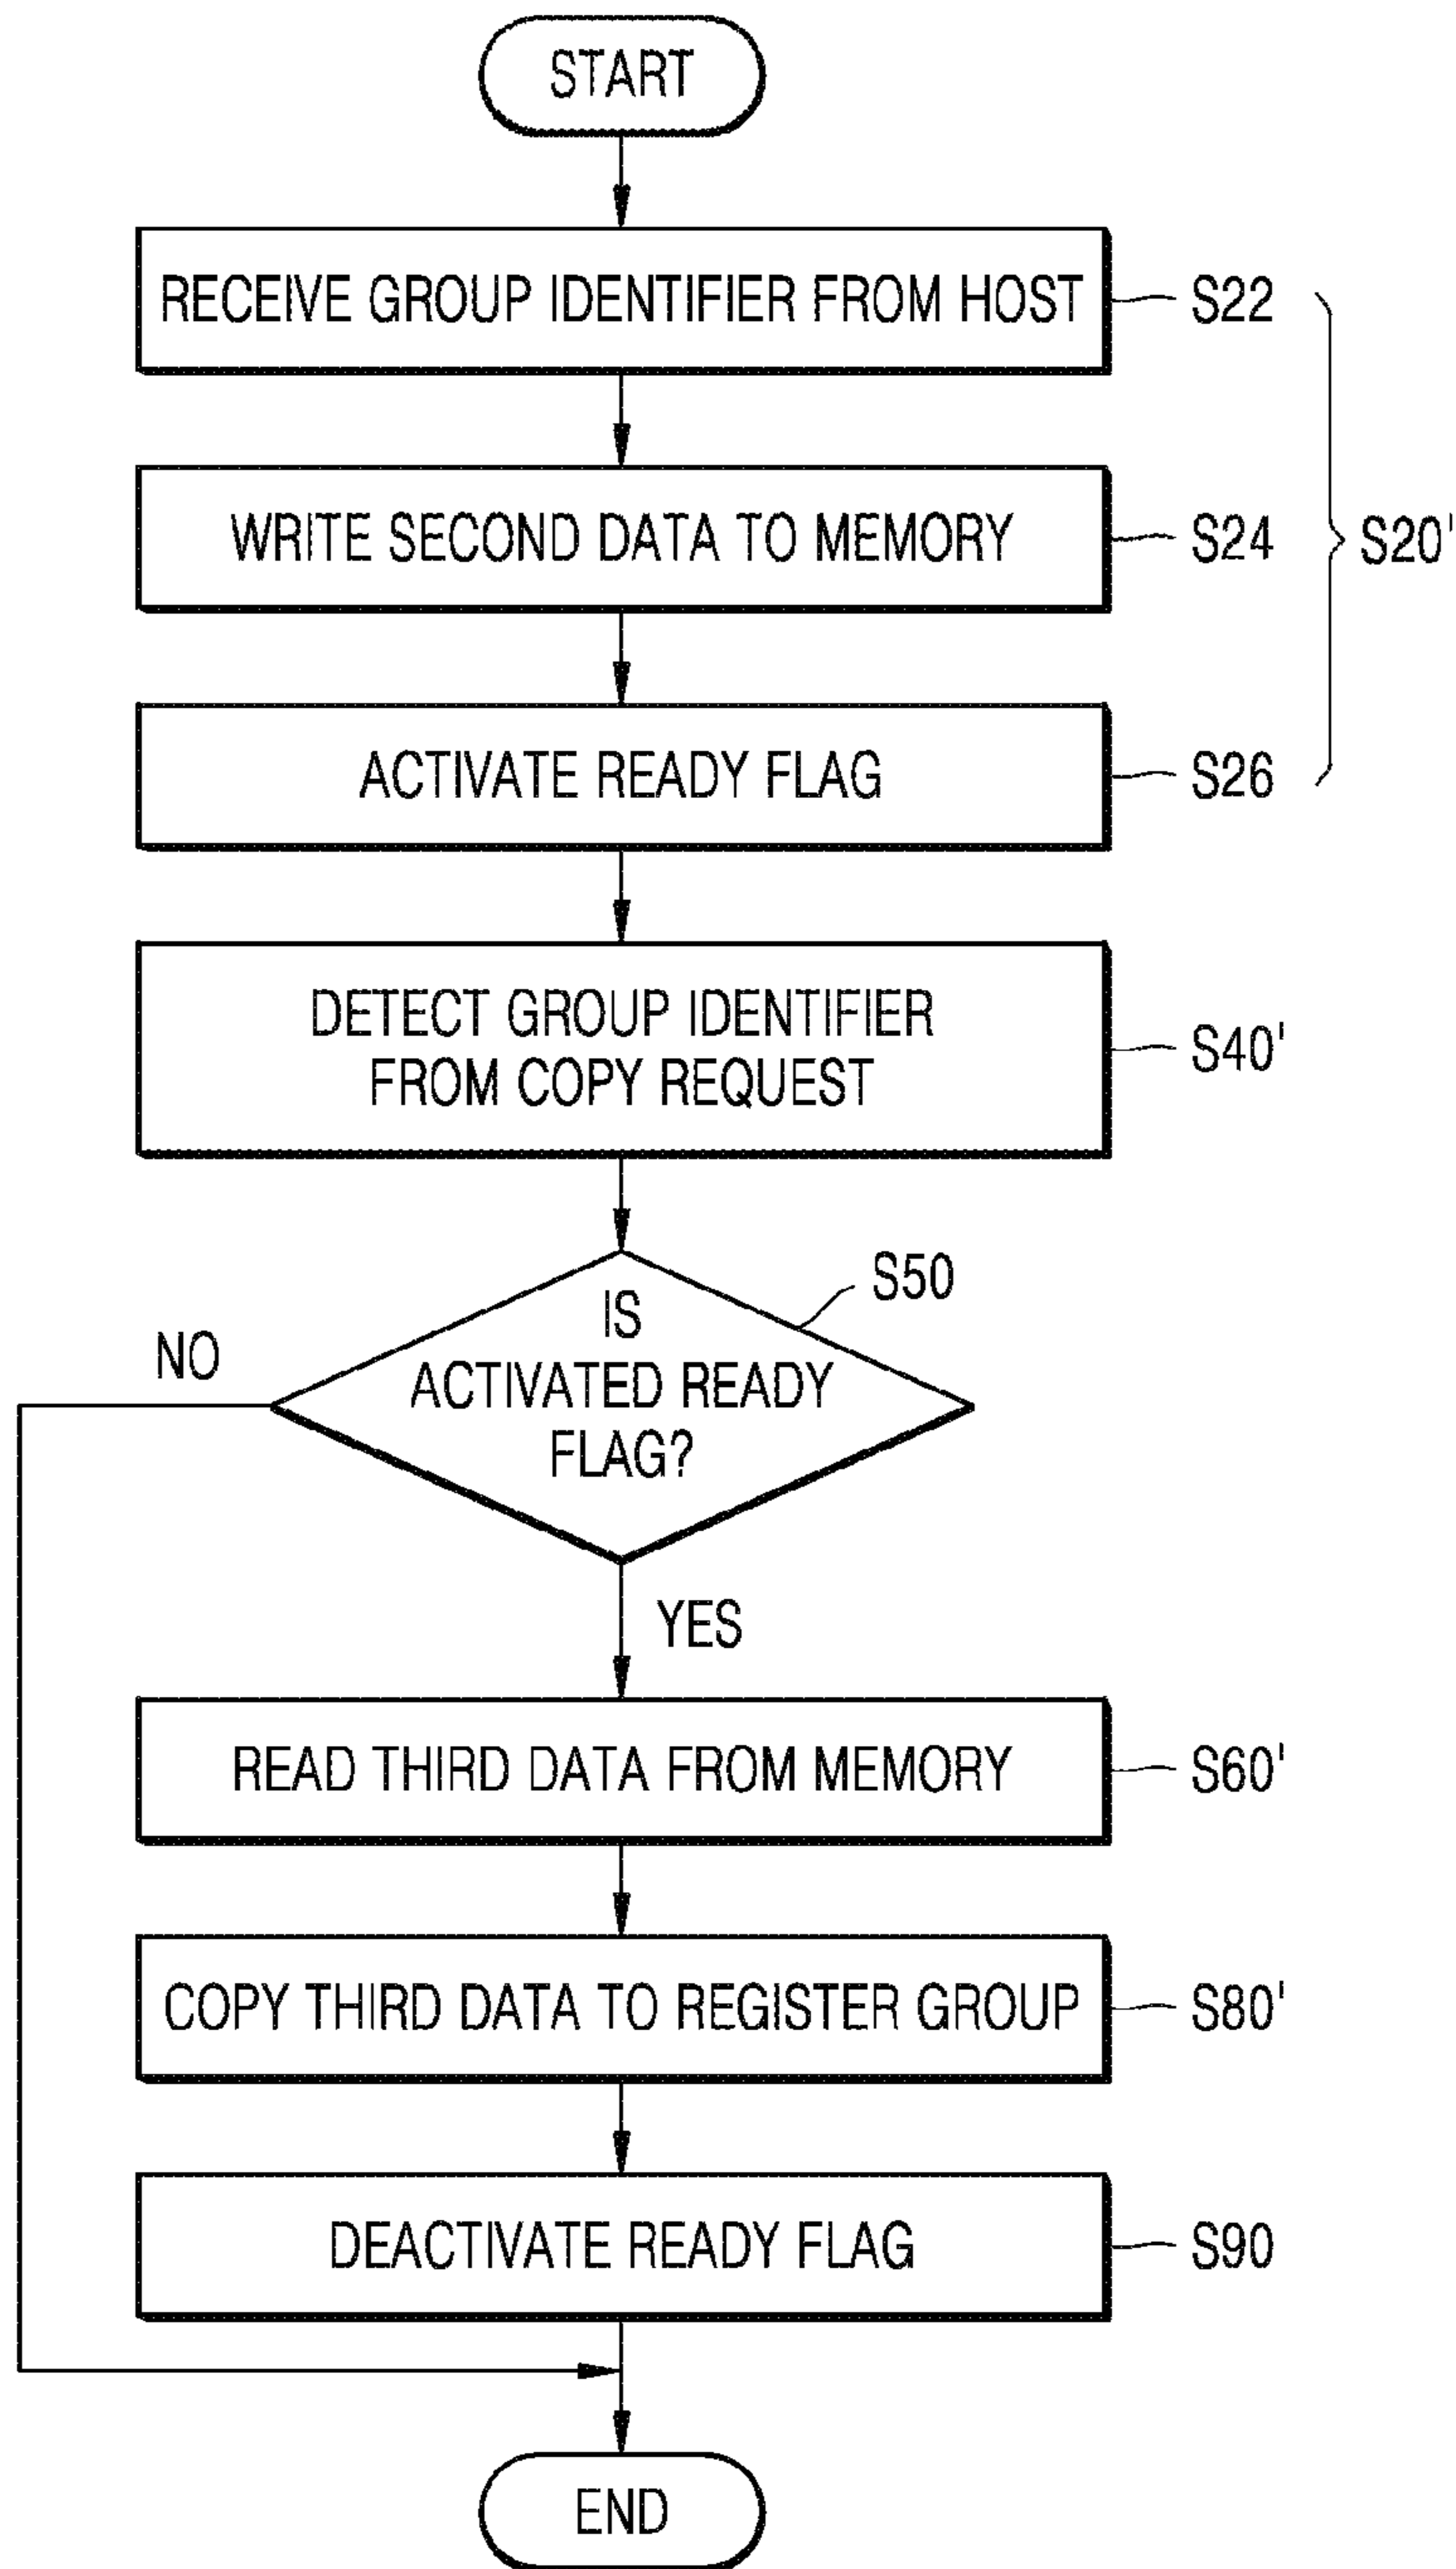 START
RECEIVE GROUP IDENTIFIER FROM HOST
S22
WRITE SECOND DATA TO MEMORY
S24
S20'
ACTIVATE READY FLAG
S26
DETECT GROUP IDENTIFIER
FROM COPY REQUEST
S40'
S50
NO
IS
ACTIVATED READY
FLAG?
YES
READ THIRD DATA FROM MEMORY
S60'
COPY THIRD DATA TO REGISTER GROUP
S80'
DEACTIVATE READY FLAG
S90
END